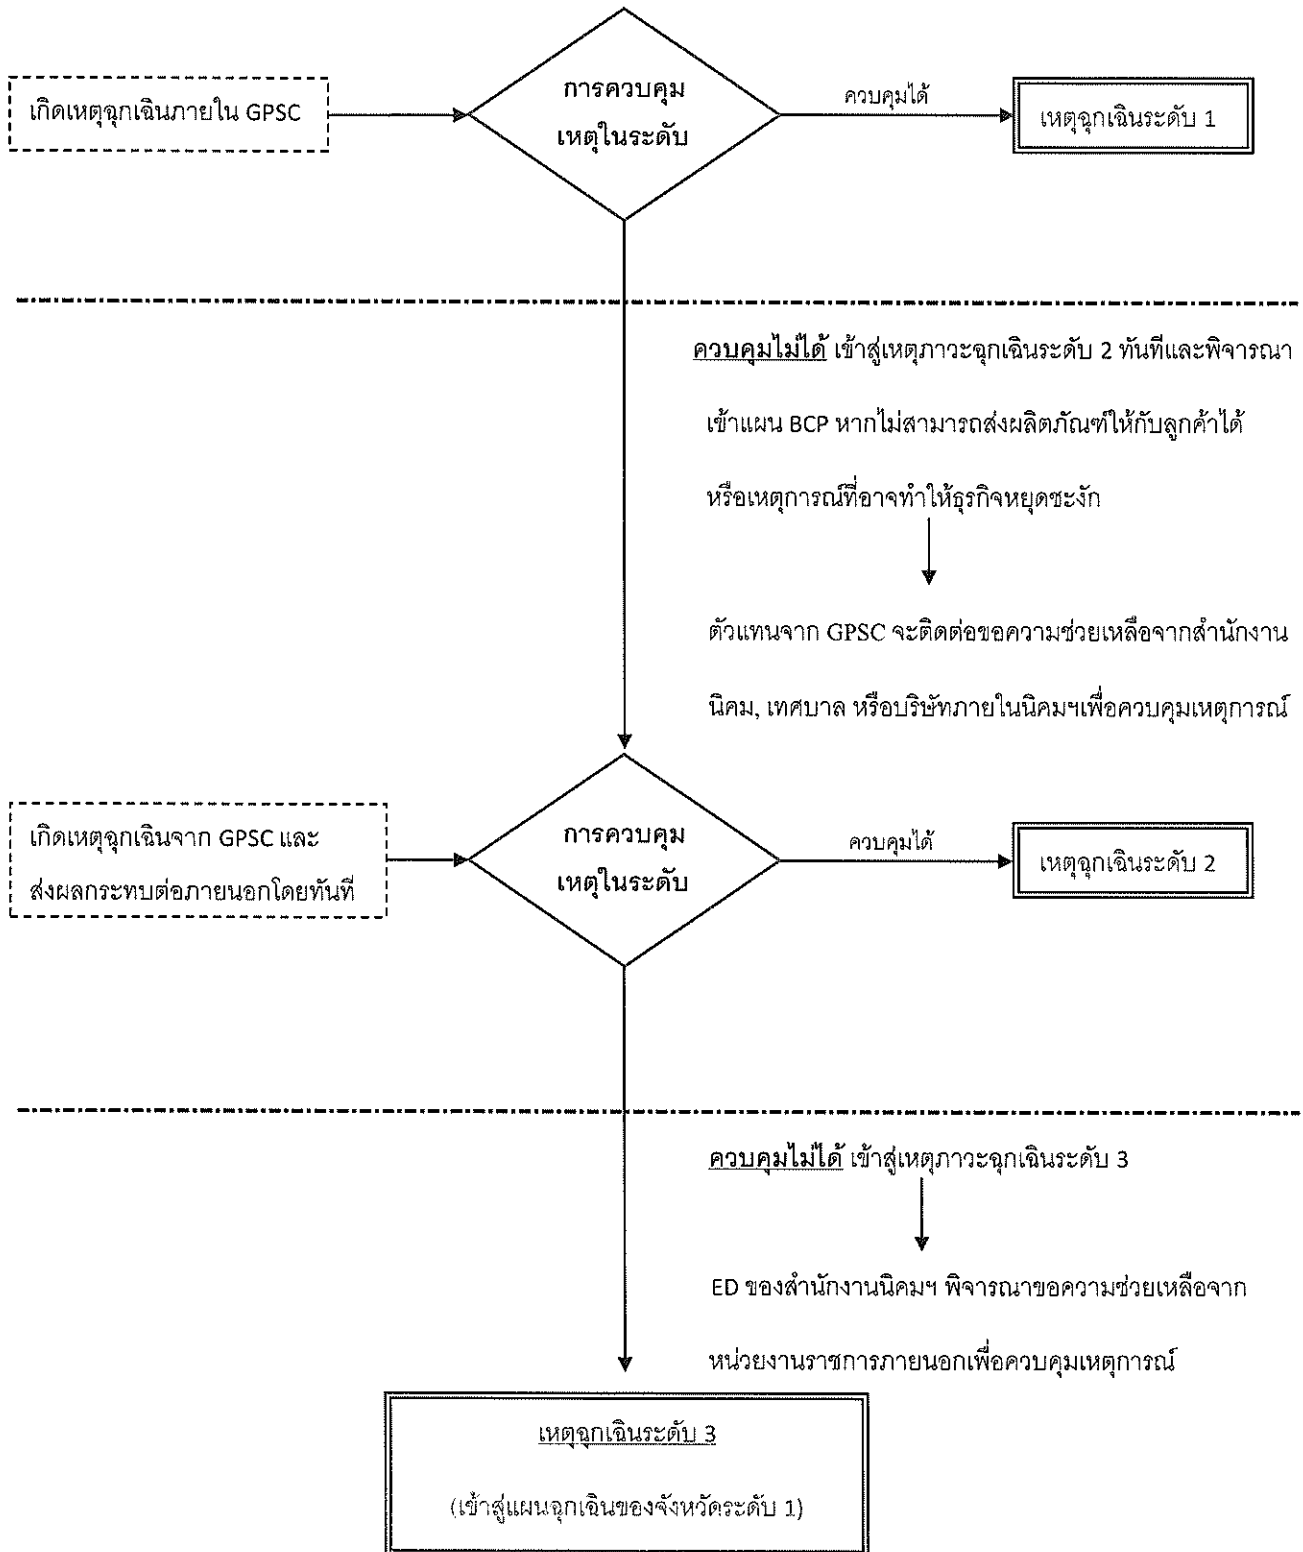 การควบคุม
เหตุในระดับ
เกิดเหตุฉุกเฉินภายใน GPSC
ควบคุมได้
เหตุฉุกเฉินระดับ 1
ควบคุมไม่ได้ เข้าสู่เหตุภาวะฉุกเฉินระดับ 2 ทันทีและพิจารณา
เข้าแผน BCP หากไม่สามารถส่งผลิตภัณฑ์ให้กับลูกค้าได้
หรือเหตุการณ์ที่อาจทำให้ธุรกิจหยุดชะงัก
ตัวแทนจาก GPSC จะติดต่อขอความช่วยเหลือจากสำนักงาน
นิคม, เทศบาล หรือบริษัทภายในนิคมฯเพื่อควบคุมเหตุการณ์
เกิดเหตุฉุกเฉินจาก GPSC และ
ส่งผลกระทบต่อภายนอกโดยทันที
การควบคุม
เหตุในระดับ
ควบคุมได้
เหตุฉุกเฉินระดับ 2
ควบคุมไม่ได้ เข้าสู่เหตุภาวะฉุกเฉินระดับ 3
ED ของสำนักงานนิคมฯ พิจารณาขอความช่วยเหลือจาก
หน่วยงานราชการภายนอกเพื่อควบคุมเหตุการณ์
เหตุฉุกเฉินระดับ 3
(เข้าสู่แผนฉุกเฉินของจังหวัดระดับ 1)